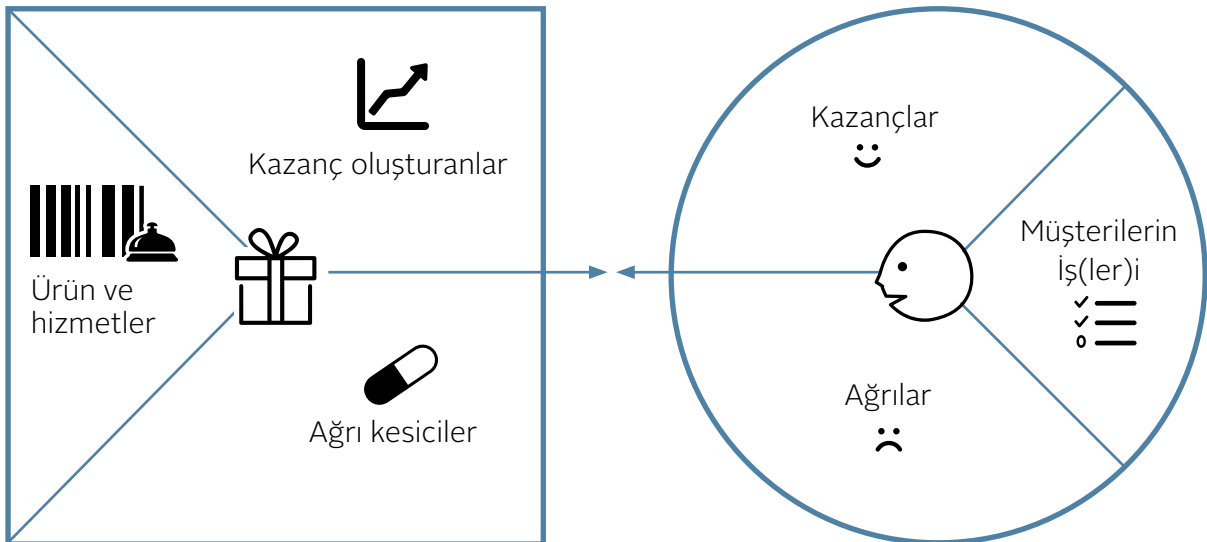 Kazanç oluşturanlar
Ürün ve
hizmetler
Ağrı kesiciler
Kazançlar
Müşterilerin
İş(ler)i
Ağrılar